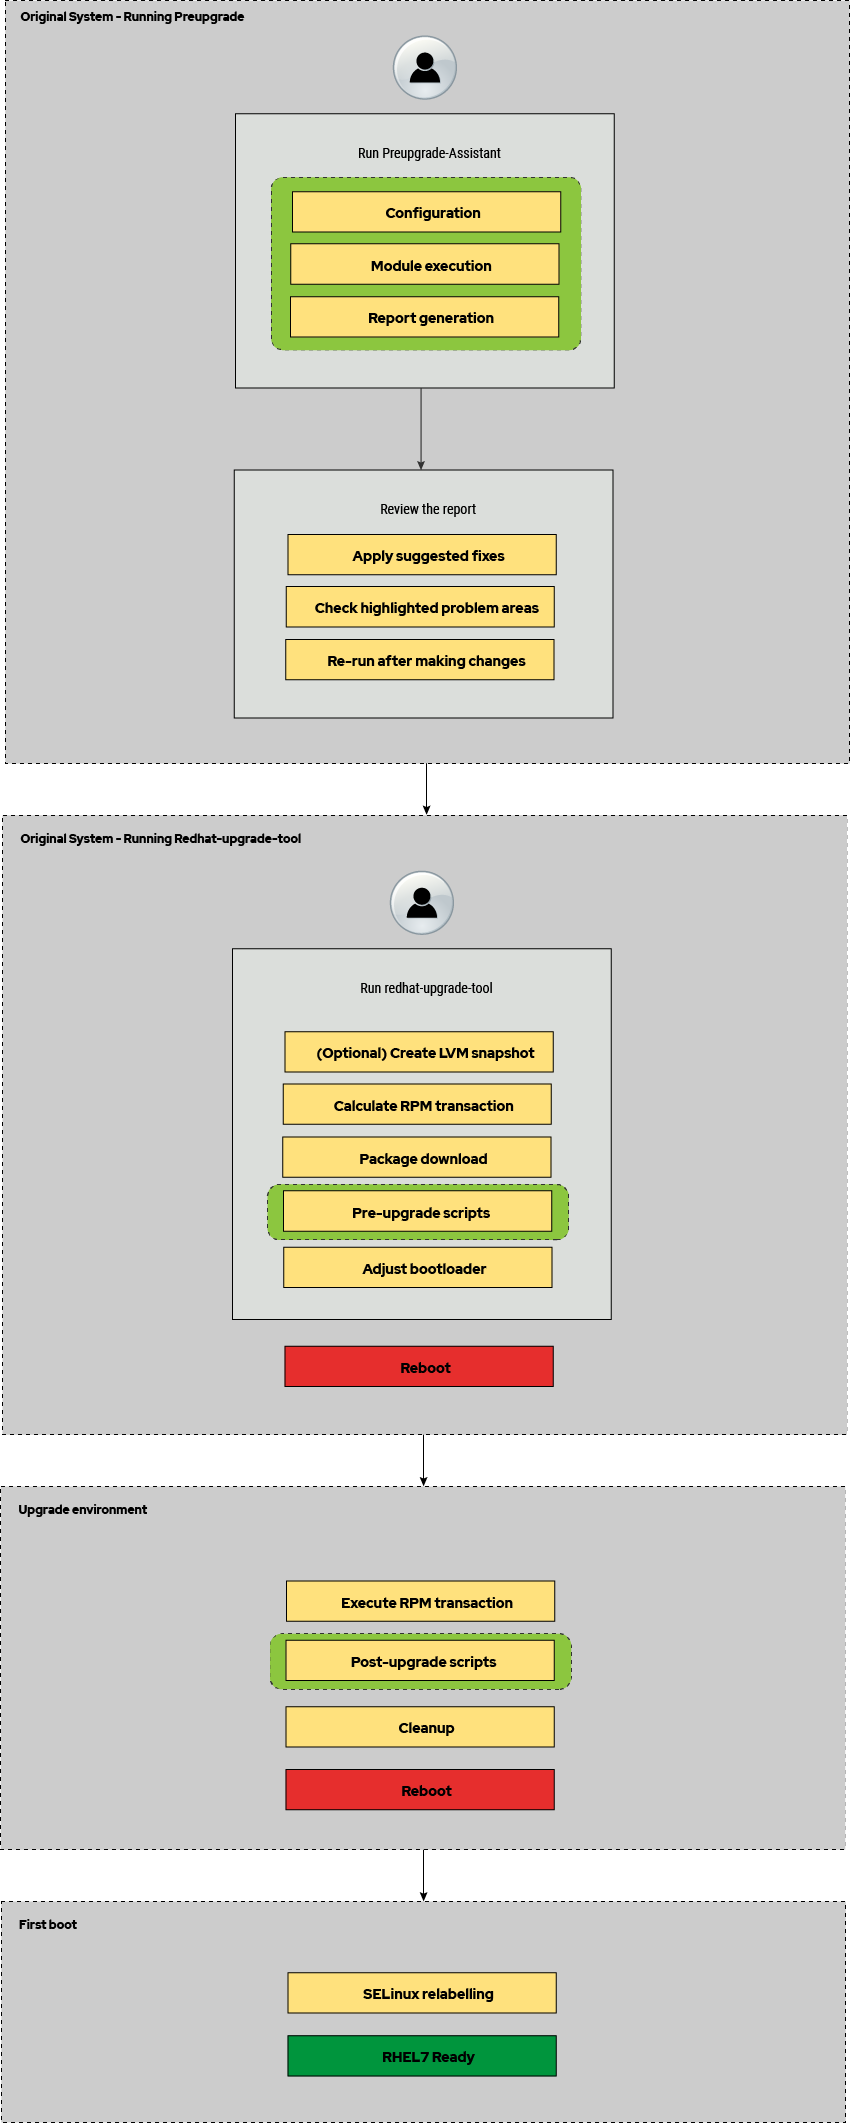 Original System - Running Preupgrade
Run Preupgrade-Assistant
Configuration
Module execution
Report generation
Review the report
Apply suggested fixes
Check highlighted problem areas
Re-run after making changes
Original System - Running Redhat-upgrade-tool
Run redhat-upgrade-tool
(Optional) Create LVM snapshot
Calculate RPM transaction
Package download
Pre-upgrade scripts
Adjust bootloader
Reboot
Upgrade environment
Execute RPM transaction
Post-upgrade scripts
Cleanup
Reboot
First boot
SELinux relabelling
RHEL7 Ready